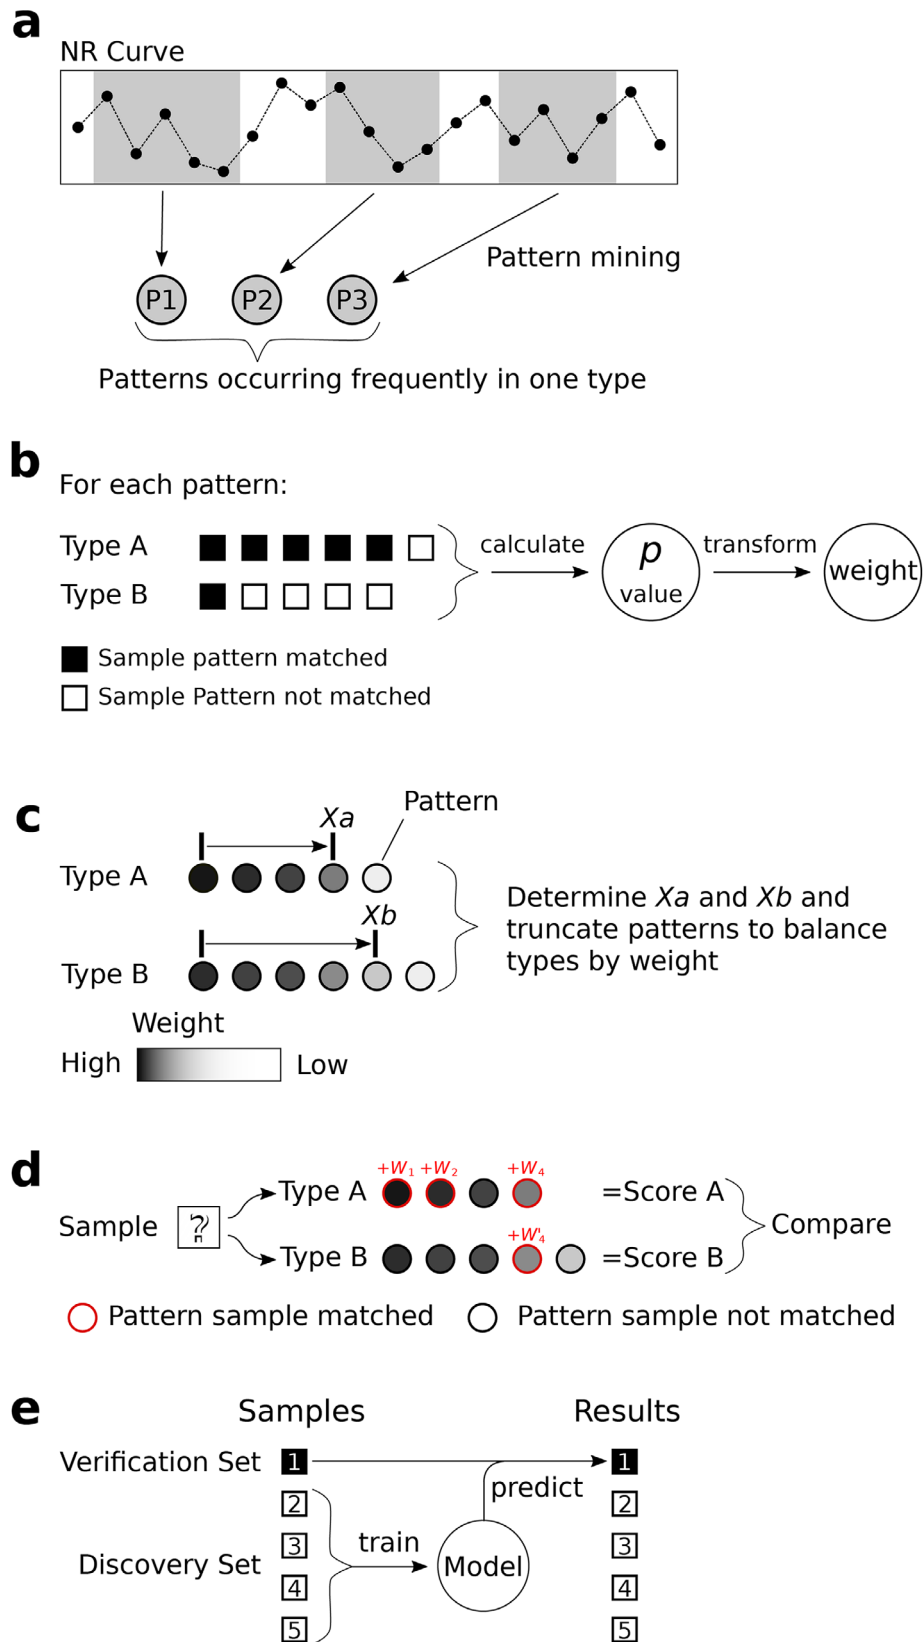 a
NR Curve
Pattern mining
P1 P2 P3
Patterns occurring frequently in one type
b
For each pattern:
Type A
calculate
p
value
transform
weight
Type B
Sample pattern matched
Sample Pattern not matched
c
Pattern
Xa
Type A
Xb
Type B
Determine Xa and Xb and
truncate patterns to balance
types by weight
Weight
High Low
d
+W1 +W2 +W4
Type A =Score A
Sample ?
Compare
+W'4
Type B =Score B
Pattern sample matched Pattern sample not matched
e
Samples Results
Verification Set 1 1
predict
2 2
train
3 3
Discovery Set Model
4 4
5 5